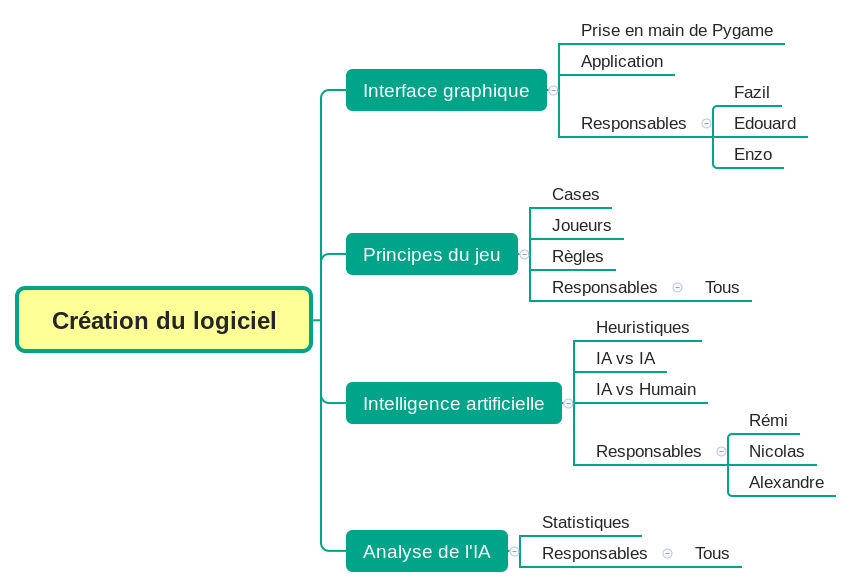 Création du logiciel
Interface graphique
Prise en main de Pygame
Application
Responsables
Fazil
Edouard
Enzo
Principes du jeu
Cases
Joueurs
Règles
Responsables
Tous
Intelligence artificielle
Heuristiques
IA vs IA
IA vs Humain
Responsables
Rémi
Nicolas
Alexandre
Analyse de l'IA
Statistiques
Responsables
Tous